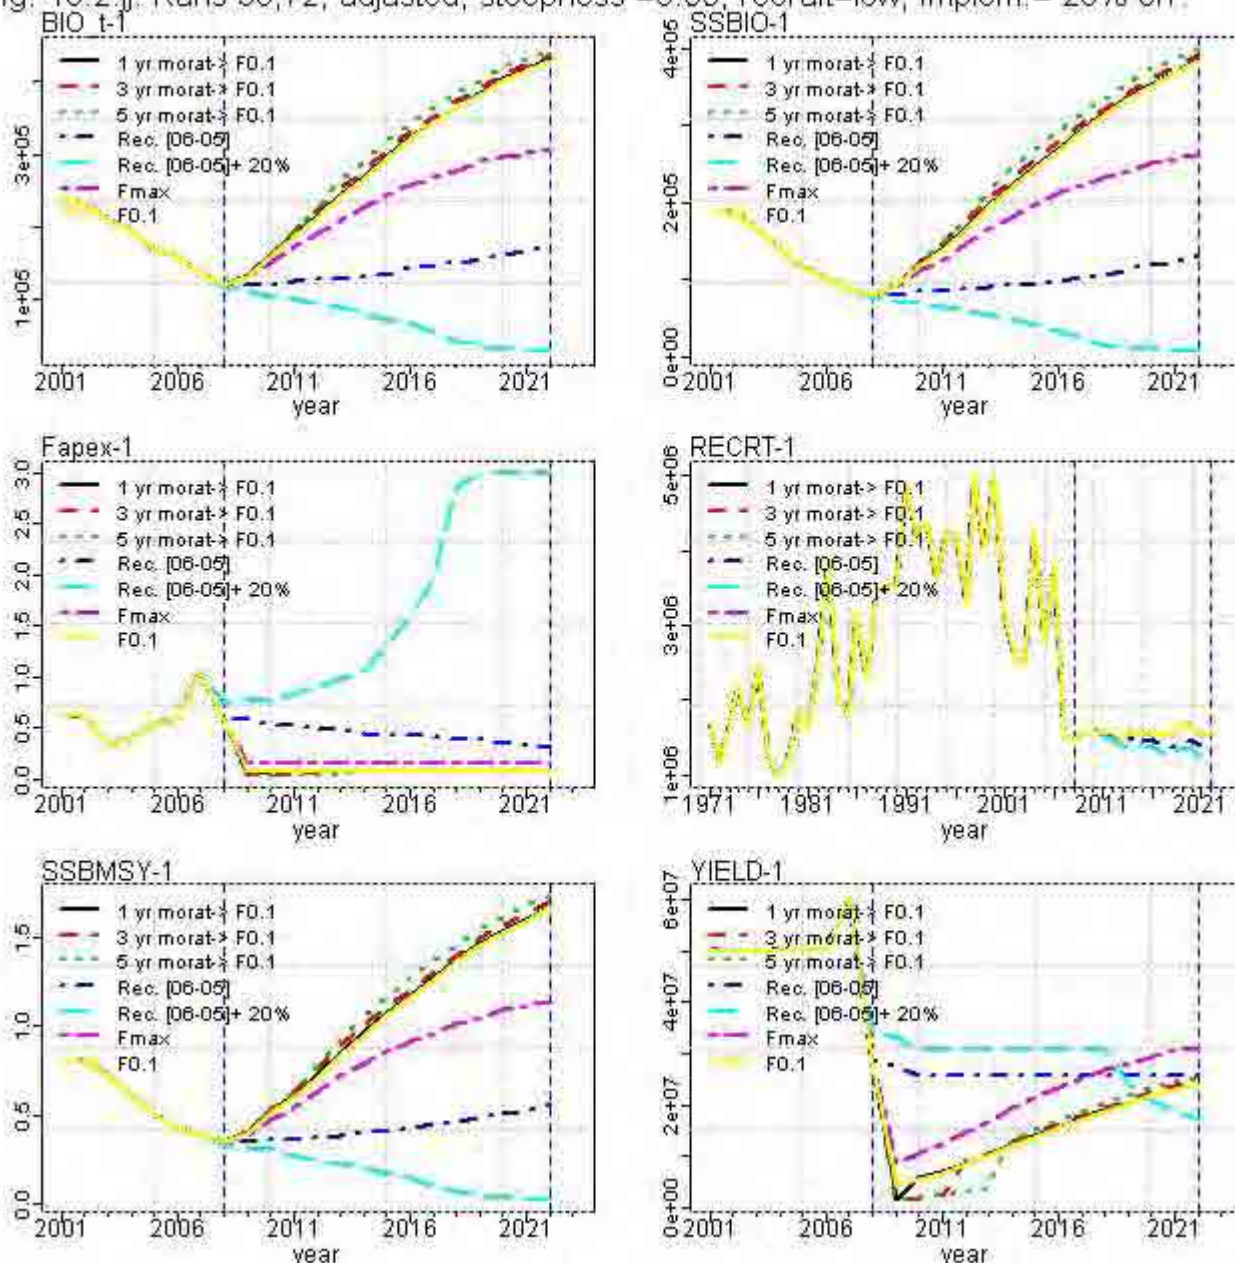 BIO_t-1
1 yr morat-> F0.1
3 yr morat-> F0.1
5 yr morat-> F0.1
Rec. [06-05]
Rec. [06-05]+ 20%
Fmax
F0.1
1e+05 3e+05
2001 2006 2011 2016 2021
year
SSBIO-1
1 yr morat-> F0.1
3 yr morat-> F0.1
5 yr morat-> F0.1
Rec. [06-05]
Rec. [06-05]+ 20%
Fmax
F0.1
0e+00 2e+05 4e+05
2001 2006 2011 2016 2021
year
Fapex-1
1 yr morat-> F0.1
3 yr morat-> F0.1
5 yr morat-> F0.1
Rec. [06-05]
Rec. [06-05]+ 20%
Fmax
F0.1
0.0 0.5 1.0 1.5 2.0 2.5 3.0
2001 2006 2011 2016 2021
year
RECRT-1
1 yr morat-> F0.1
3 yr morat-> F0.1
5 yr morat-> F0.1
Rec. [06-05]
Rec. [06-05]+ 20%
Fmax
F0.1
1e+06 3e+06 5e+06
1971 1981 1991 2001 2011 2021
year
SSBMSY-1
1 yr morat-> F0.1
3 yr morat-> F0.1
5 yr morat-> F0.1
Rec. [06-05]
Rec. [06-05]+ 20%
Fmax
F0.1
0.0 0.5 1.0 1.5
2001 2006 2011 2016 2021
year
YIELD-1
1 yr morat-> F0.1
3 yr morat-> F0.1
5 yr morat-> F0.1
Rec. [06-05]
Rec. [06-05]+ 20%
Fmax
F0.1
0e+00 2e+07 4e+07 6e+07
2001 2006 2011 2016 2021
year